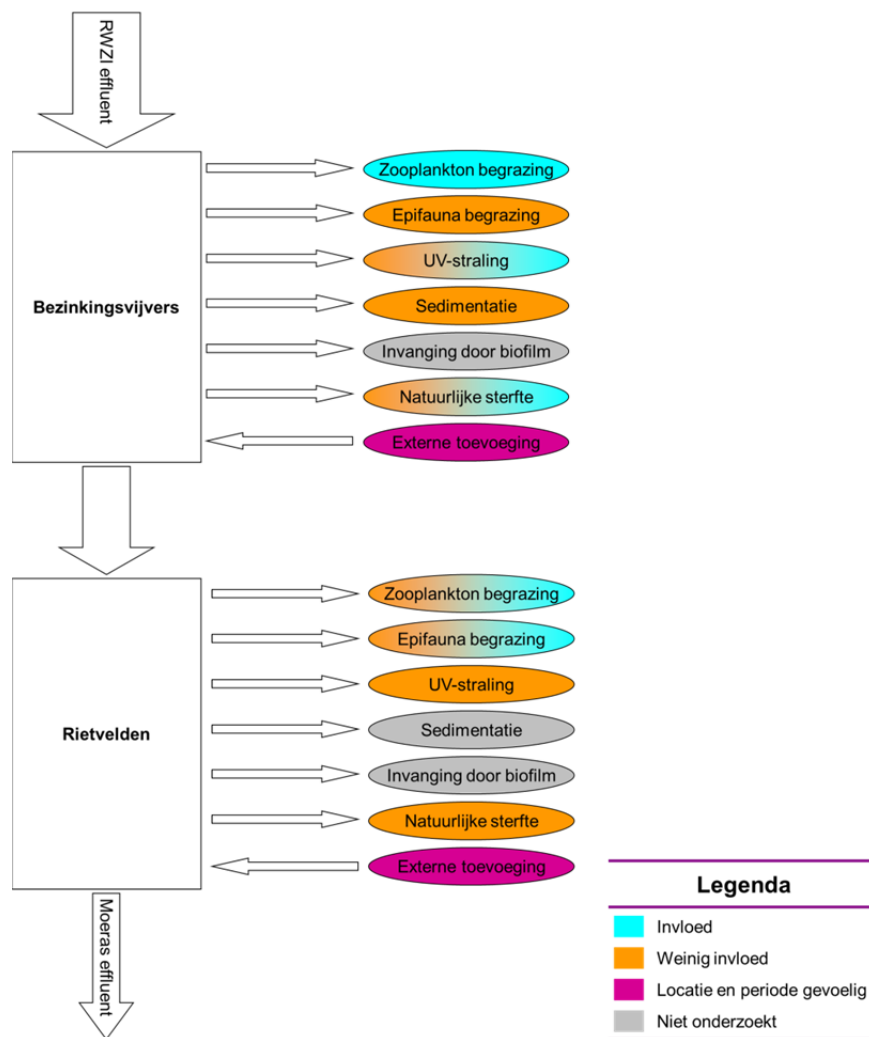 RWZI effluent
Bezinkingsvijvers
Zooplankton begrazing
Epifauna begrazing
UV-straling
Sedimentatie
Invanging door biofilm
Natuurlijke sterfte
Externe toevoeging
Rietvelden
Zooplankton begrazing
Epifauna begrazing
UV-straling
Sedimentatie
Invanging door biofilm
Natuurlijke sterfte
Externe toevoeging
Moeras effluent
Legenda
Invloed
Weinig invloed
Locatie en periode gevoelig
Niet onderzoekt